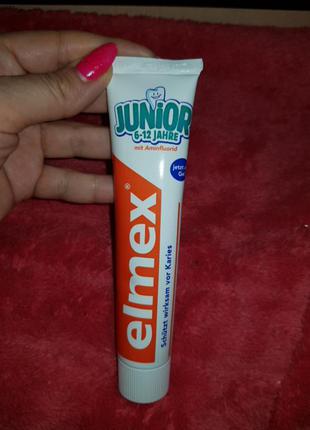 JUNIOR
6-12 JAHRE
mit Aminfluorid
jetzt
elmex®
Schützt wirksam vor Karies